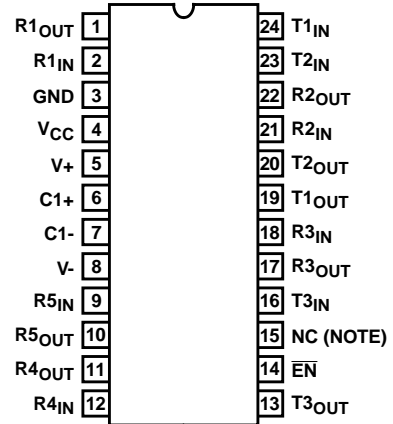 R1OUT 1 24 T1IN
R1IN 2 23 T2IN
GND 3 22 R2OUT
VCC 4 21 R2IN
V+ 5 20 T2OUT
C1+ 6 19 T1OUT
C1- 7 18 R3IN
V- 8 17 R3OUT
R5IN 9 16 T3IN
R5OUT 10 15 NC (NOTE)
R4OUT 11 14 E̅N̅
R4IN 12 13 T3OUT